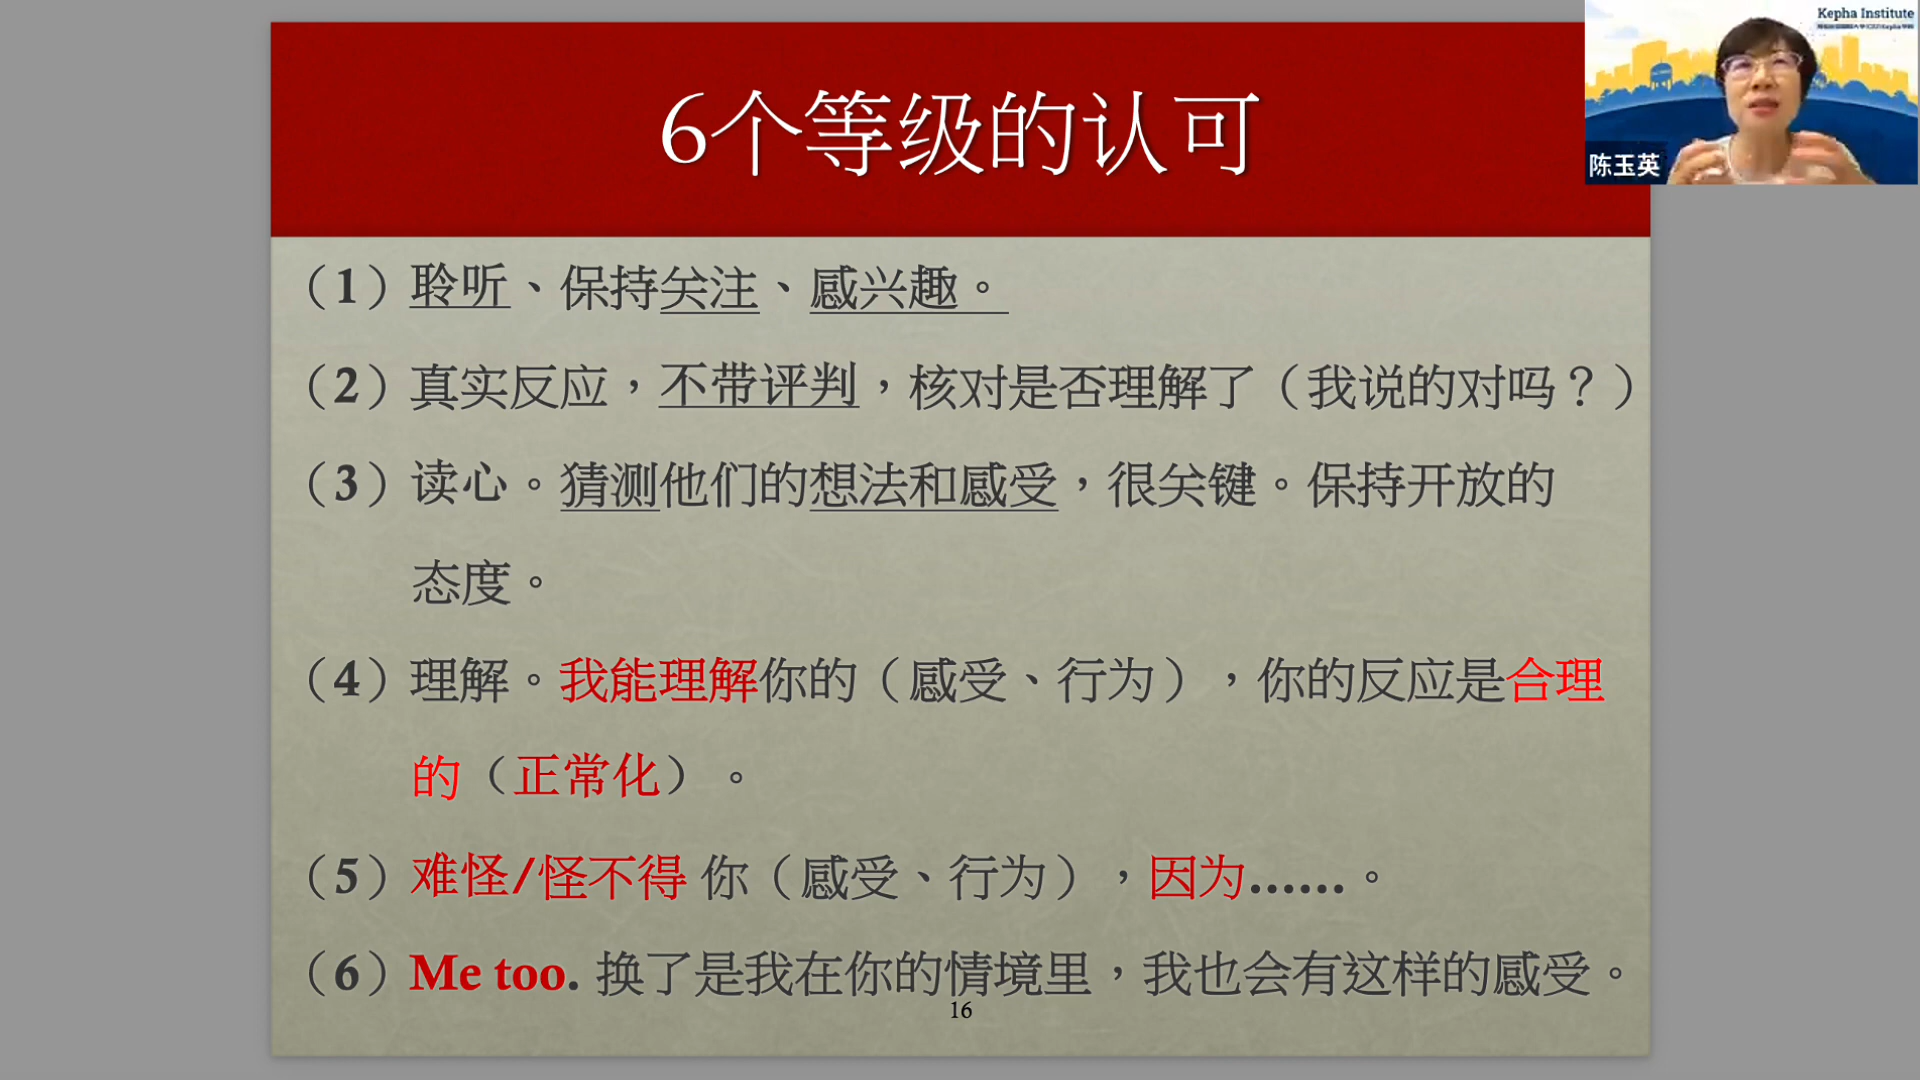 6个等级的认可
Kepha Institute
陈玉英
（1）聆听、保持关注、感兴趣。
（2）真实反应，不带评判，核对是否理解了（我说的对吗？）
（3）读心。猜测他们的想法和感受，很关键。保持开放的
态度。
（4）理解。我能理解你的（感受、行为），你的反应是合理
的（正常化）。
（5）难怪/怪不得 你（感受、行为），因为……。
（6）Me too. 换了是我在你的情境里，我也会有这样的感受。
16